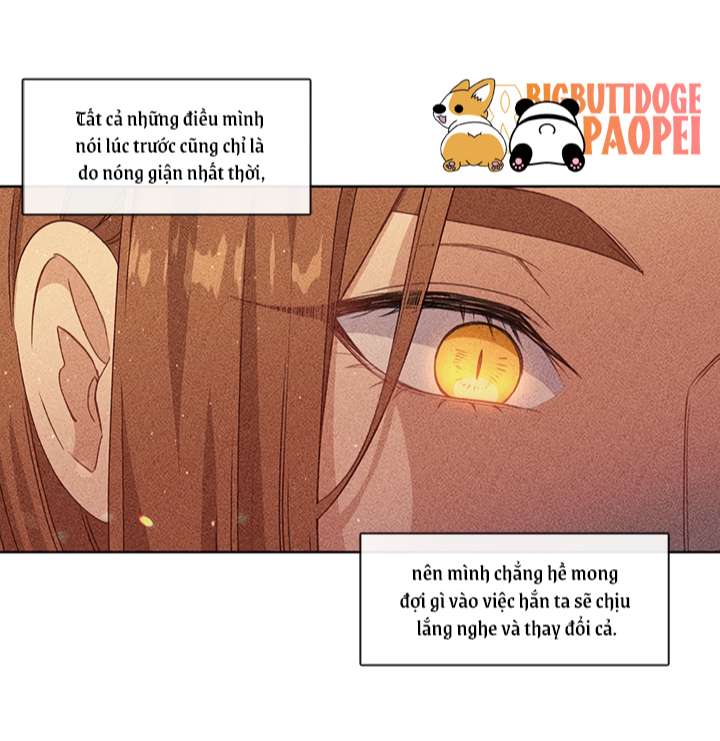 BIGBUTTDOGE
PAOPEI
Tất cả những điều mình
nói lúc trước cũng chỉ là
do nóng giận nhất thời,
nên mình chẳng hề mong
đợi gì vào việc hắn ta sẽ chịu
lắng nghe và thay đổi cả.